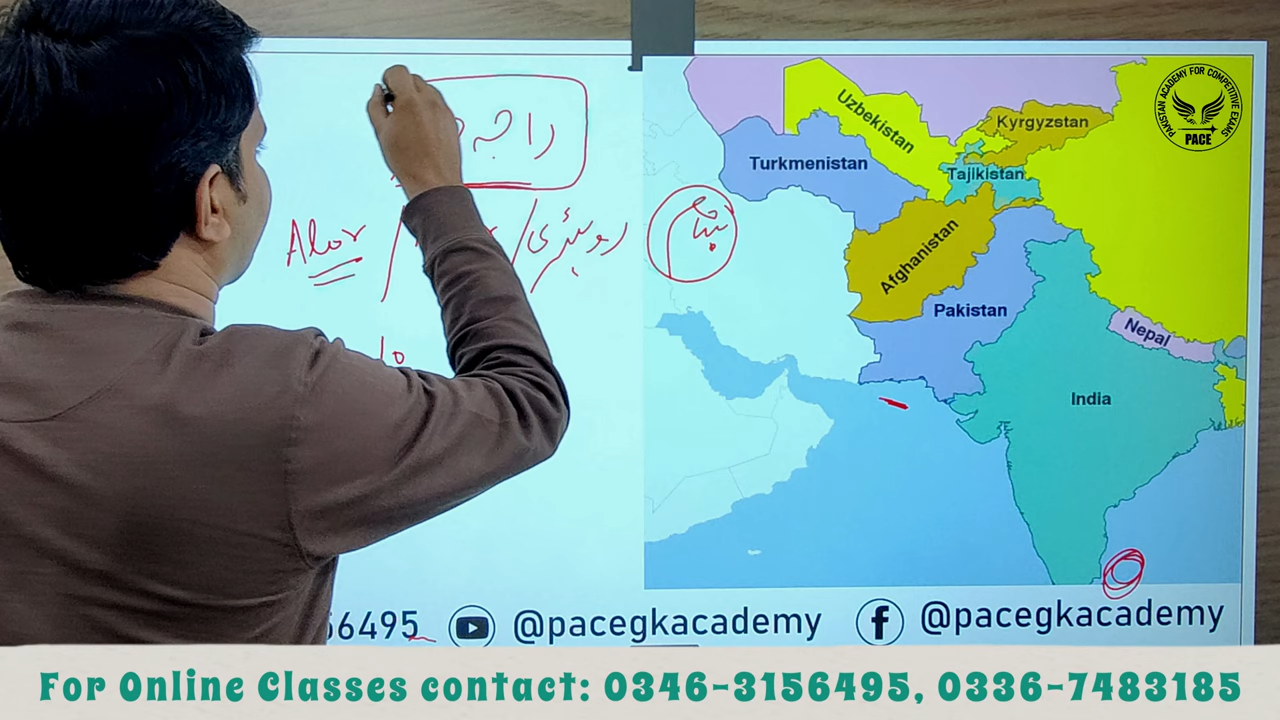 PAKISTAN ACADEMY FOR COMPETITIVE EXAMS
PACE
راجہ
Alor / روہڑی /
Uzbekistan
Kyrgyzstan
Turkmenistan
Tajikistan
Afghanistan
Pakistan
Nepal
India
10
56495 @pacegkacademy @pacegkacademy
For Online Classes contact: 0346-3156495, 0336-7483185